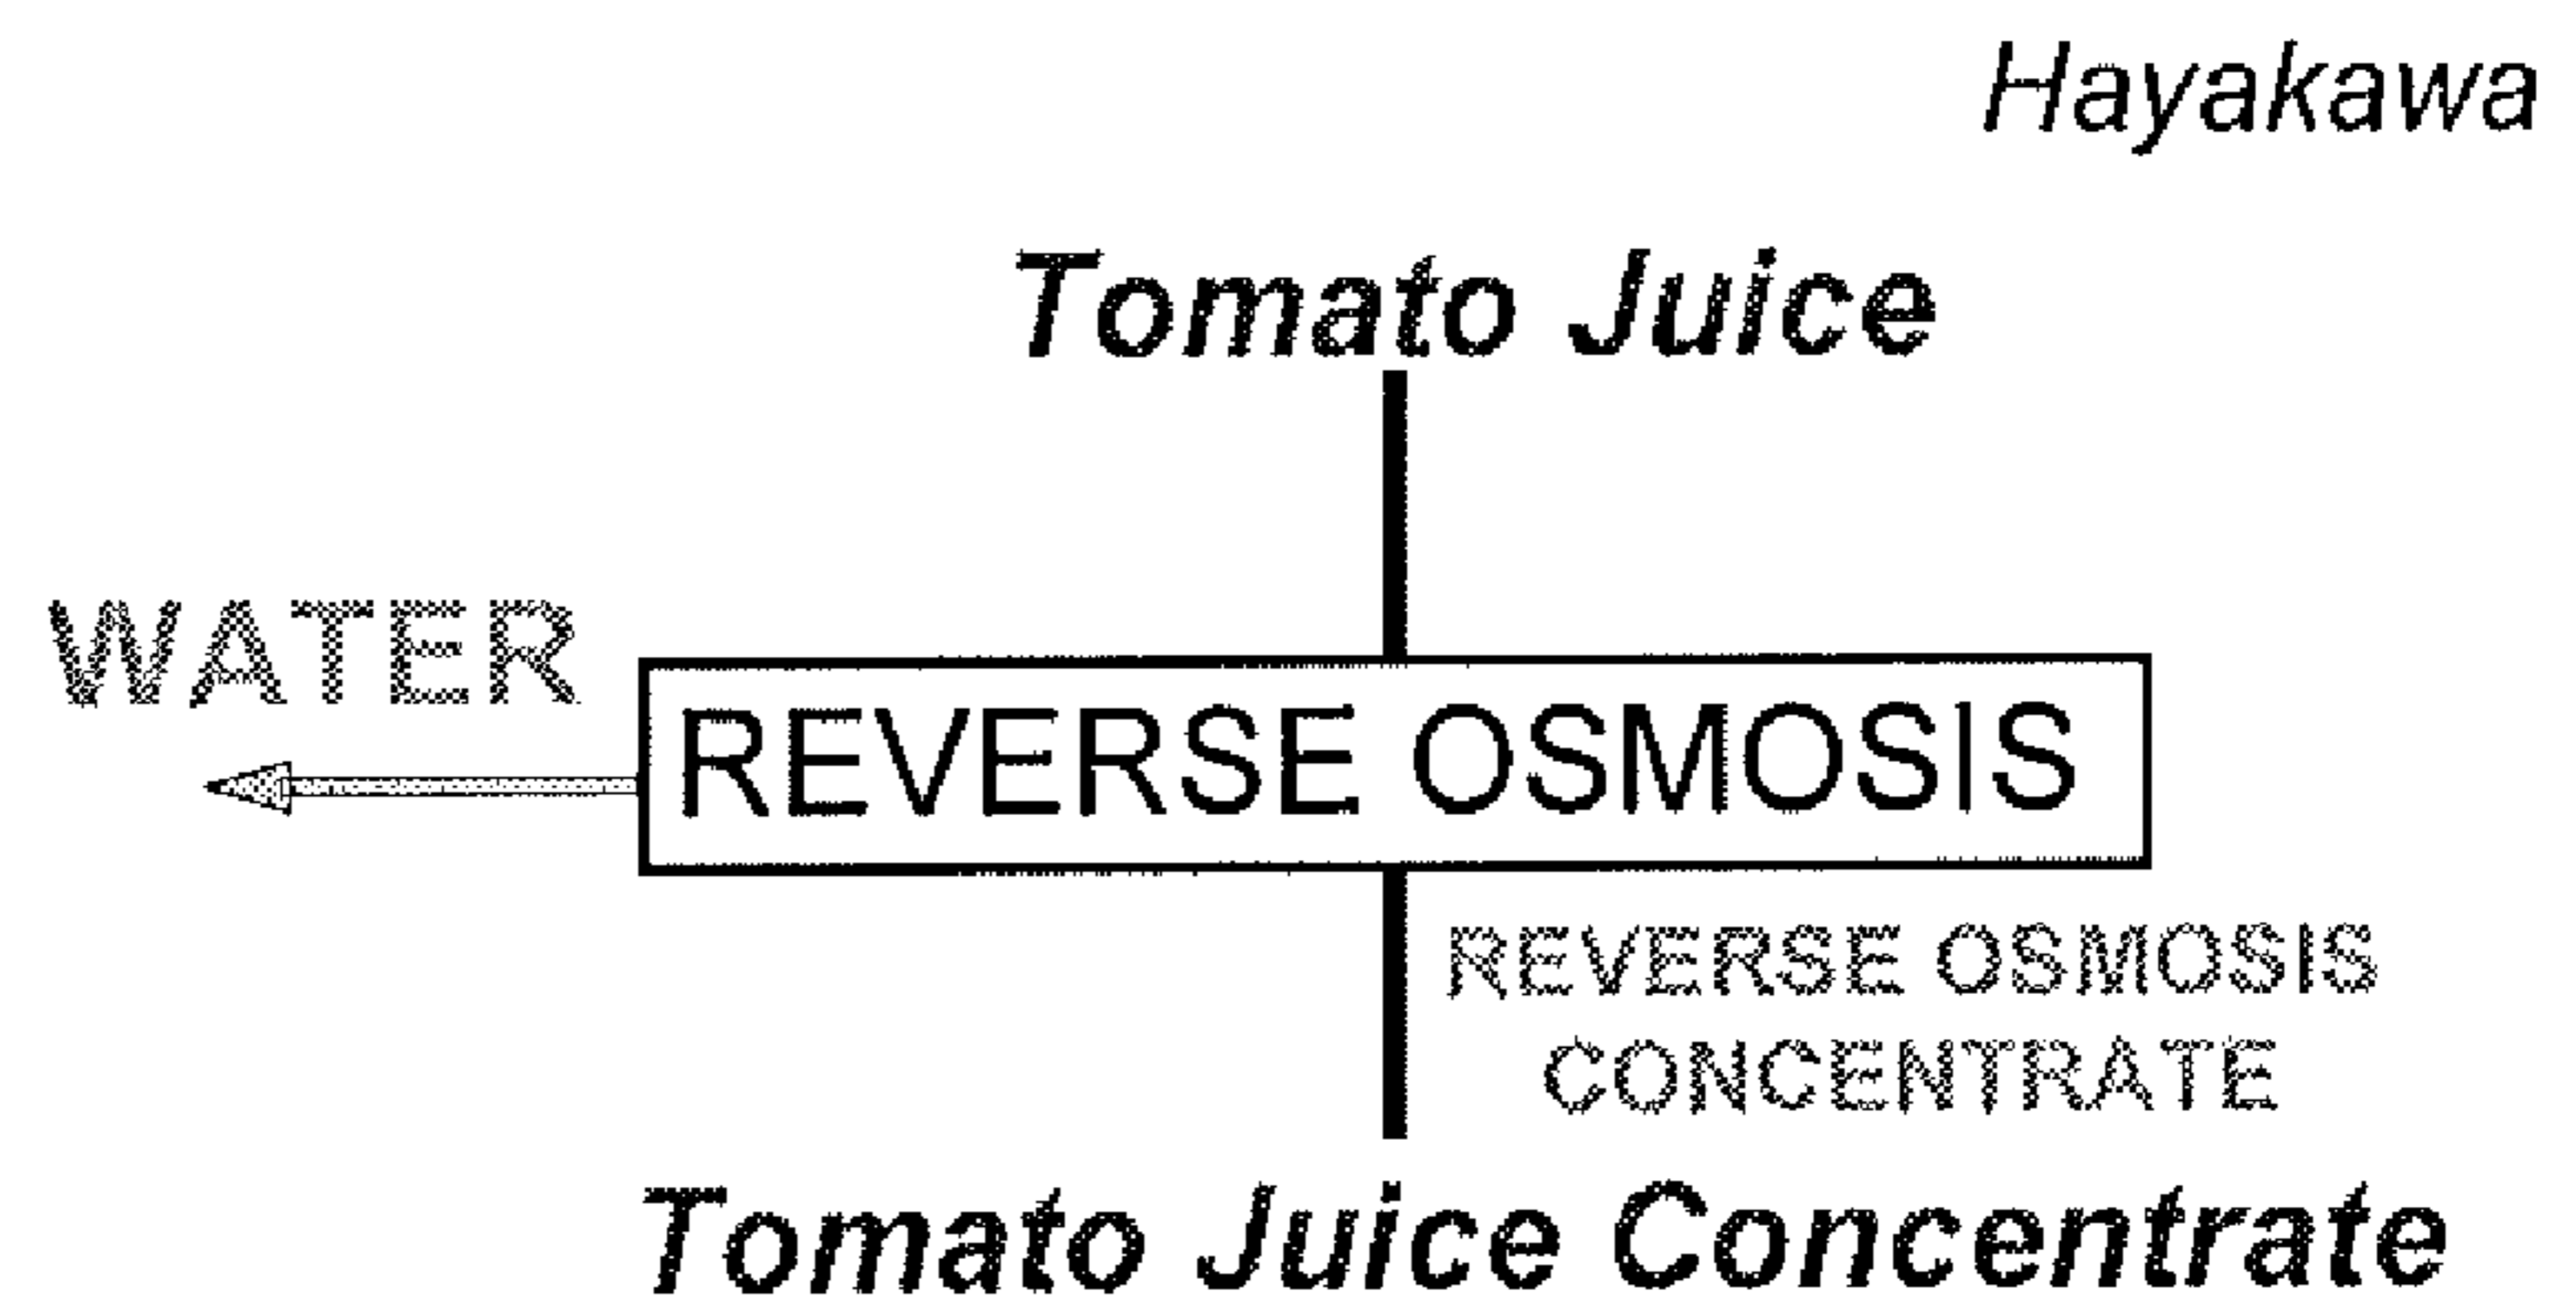 Hayakawa
Tomato Juice
WATER
REVERSE OSMOSIS
REVERSE OSMOSIS
CONCENTRATE
Tomato Juice Concentrate